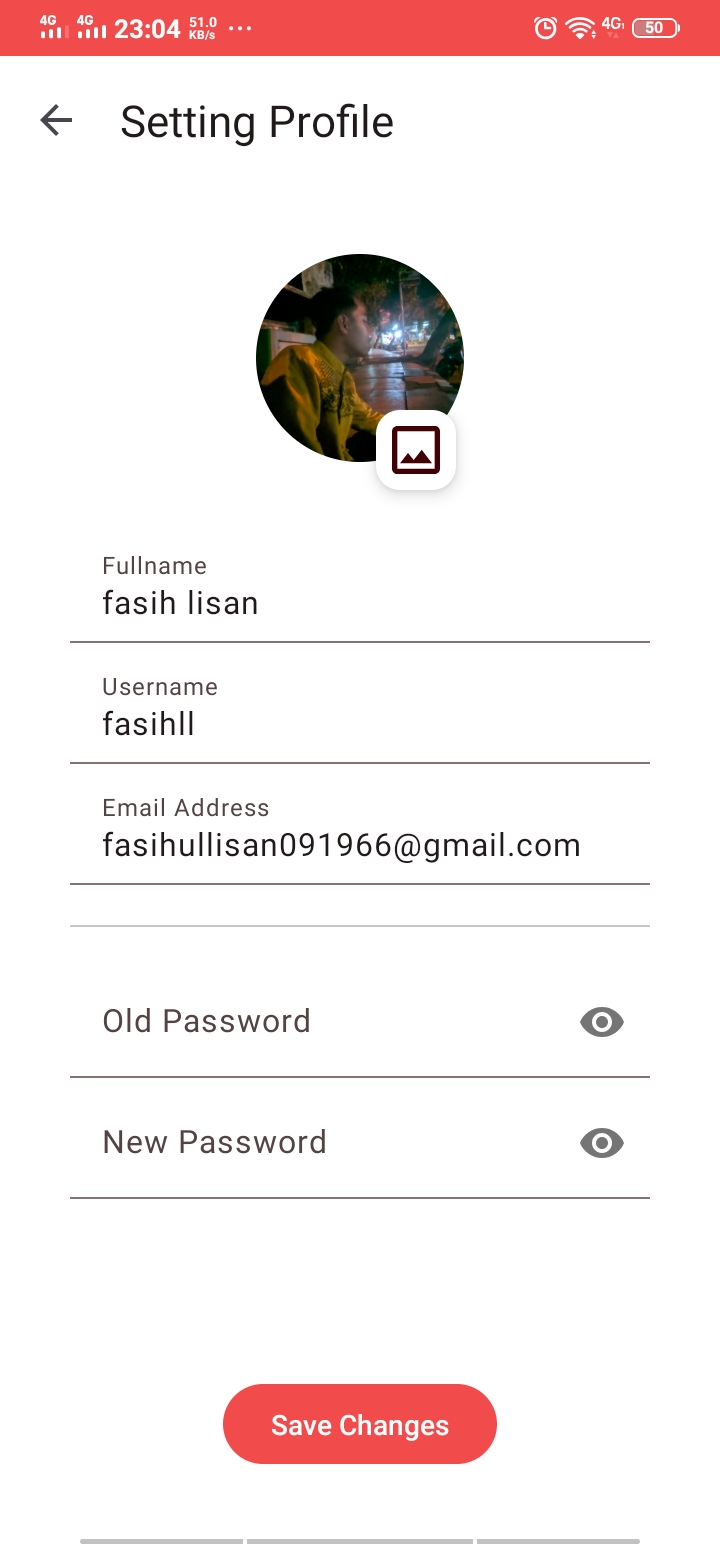 4G 4G 23:04 51.0 KB/s ... 4G 50
Setting Profile
Fullname
fasih lisan
Username
fasihll
Email Address
fasihullisan091966@gmail.com
Old Password
New Password
Save Changes